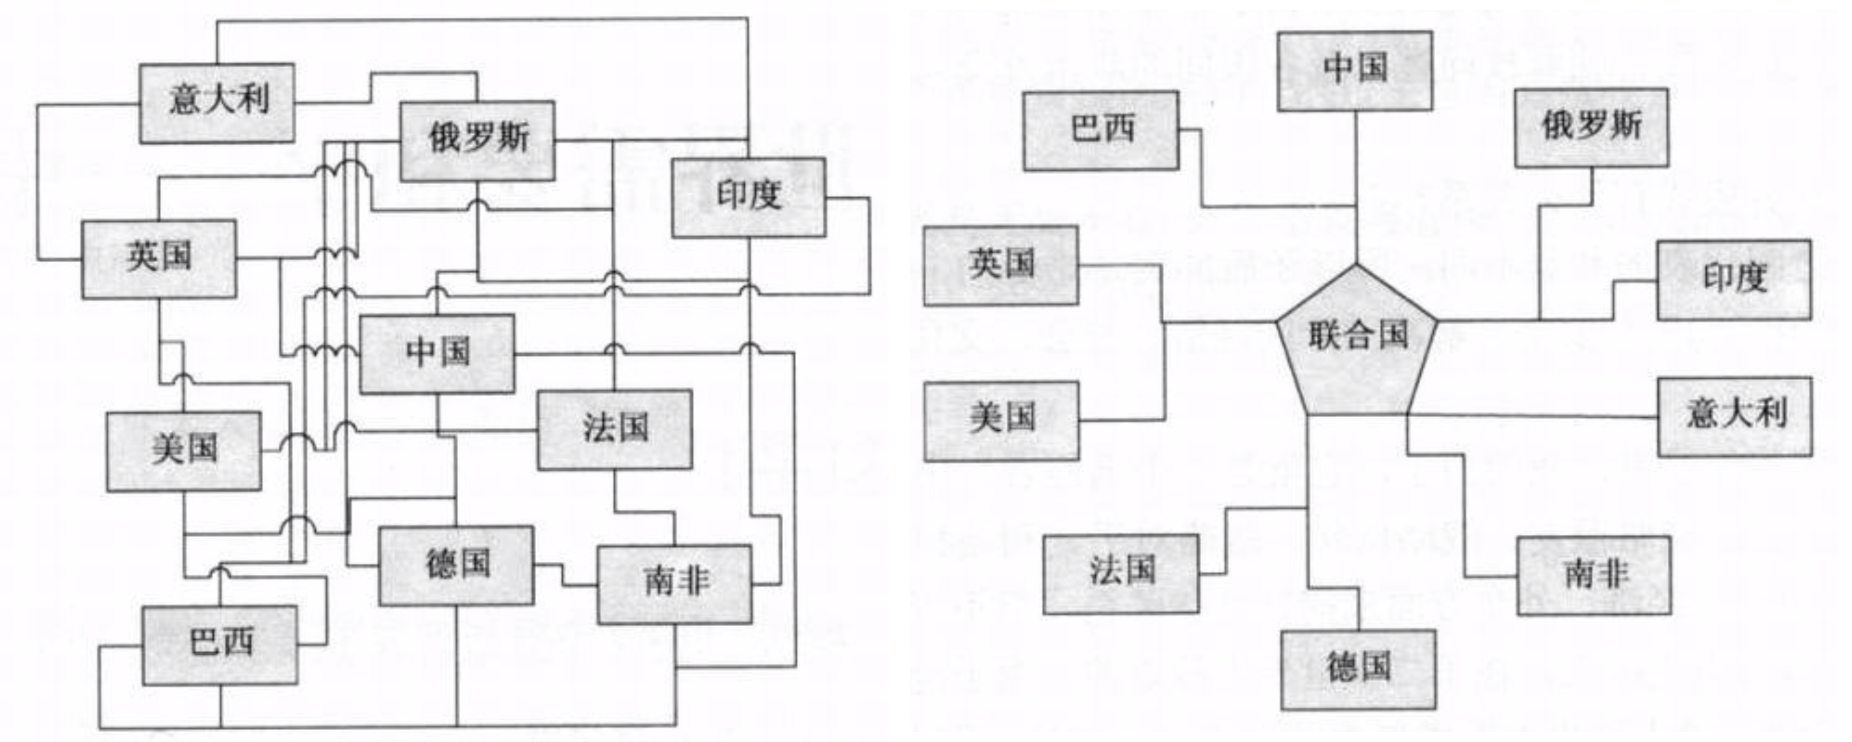 意大利
俄罗斯
印度
英国
中国
法国
美国
德国
南非
巴西
中国
巴西
俄罗斯
英国
印度
联合国
美国
意大利
法国
南非
德国